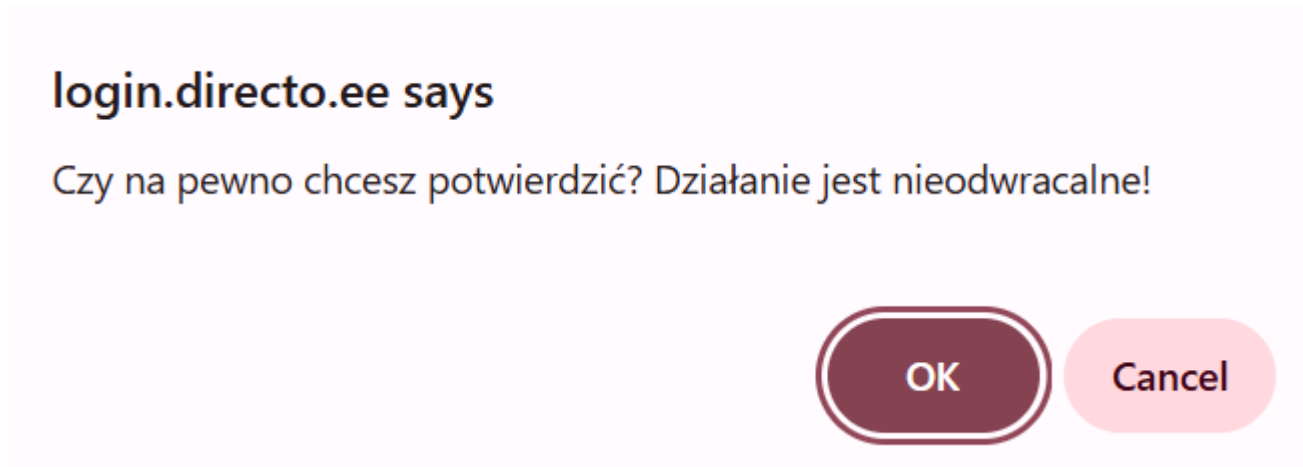 login.directo.ee says
Czy na pewno chcesz potwierdzić? Działanie jest nieodwracalne!
OK
Cancel